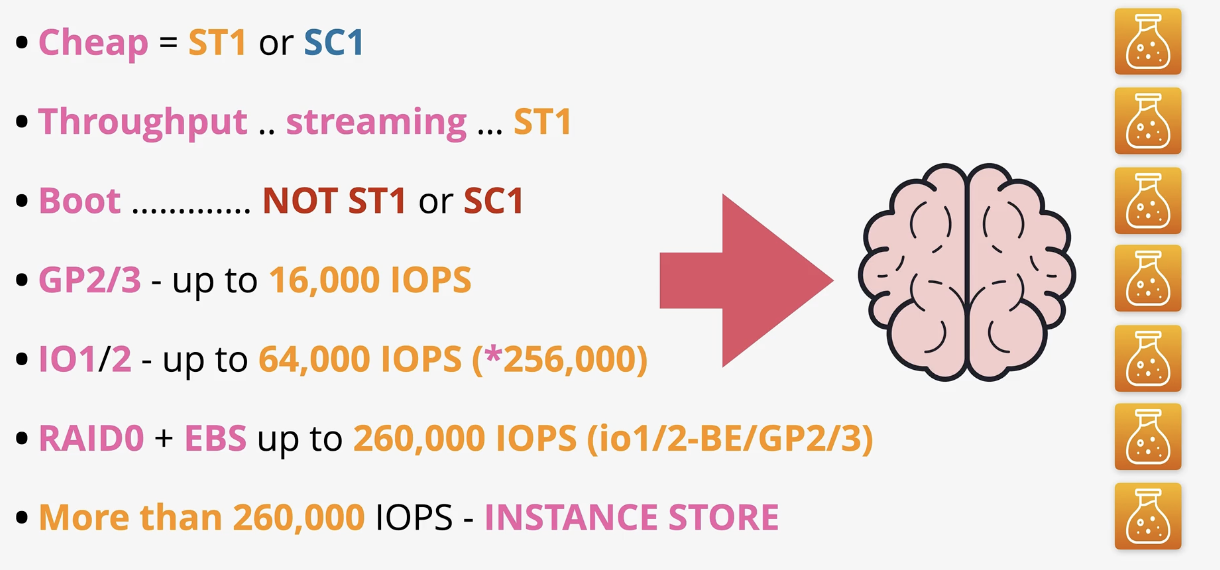 • Cheap = ST1 or SC1
• Throughput .. streaming ... ST1
• Boot ............. NOT ST1 or SC1
• GP2/3 - up to 16,000 IOPS
• IO1/2 - up to 64,000 IOPS (*256,000)
• RAID0 + EBS up to 260,000 IOPS (io1/2-BE/GP2/3)
• More than 260,000 IOPS - INSTANCE STORE